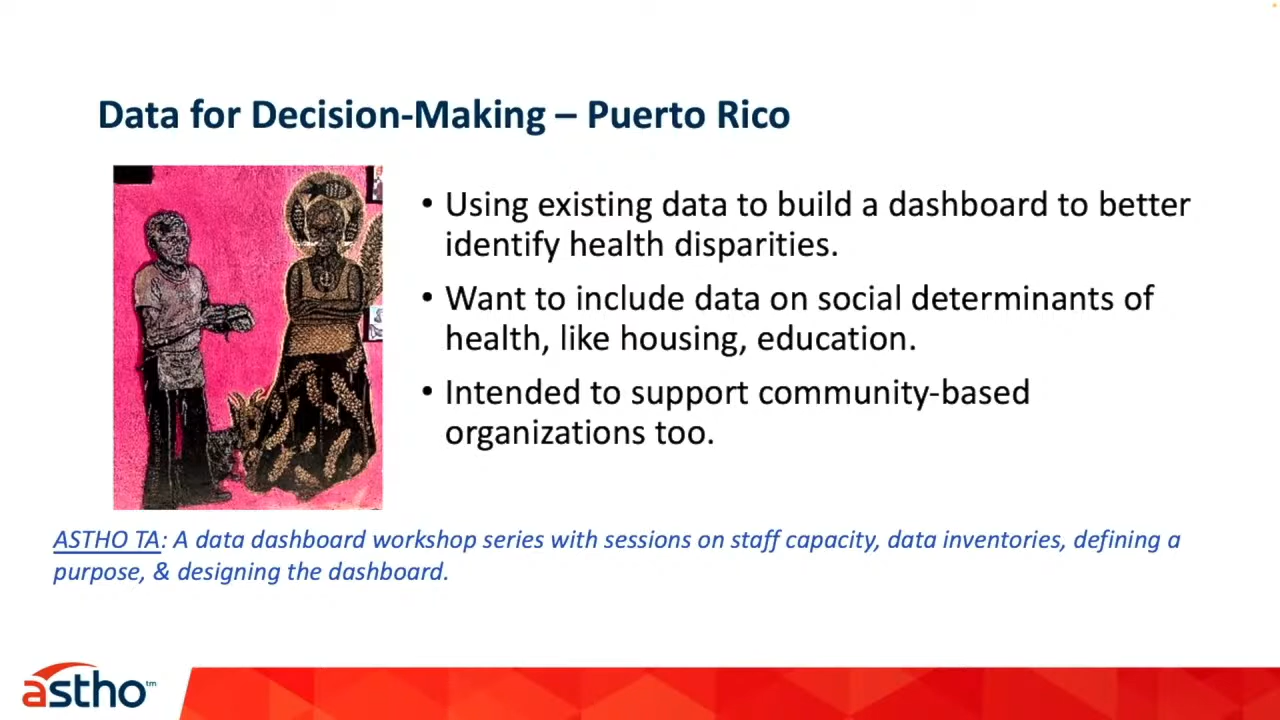 Data for Decision-Making – Puerto Rico
• Using existing data to build a dashboard to better
identify health disparities.
• Want to include data on social determinants of
health, like housing, education.
• Intended to support community-based
organizations too.
ASTHO TA: A data dashboard workshop series with sessions on staff capacity, data inventories, defining a
purpose, & designing the dashboard.
astho™